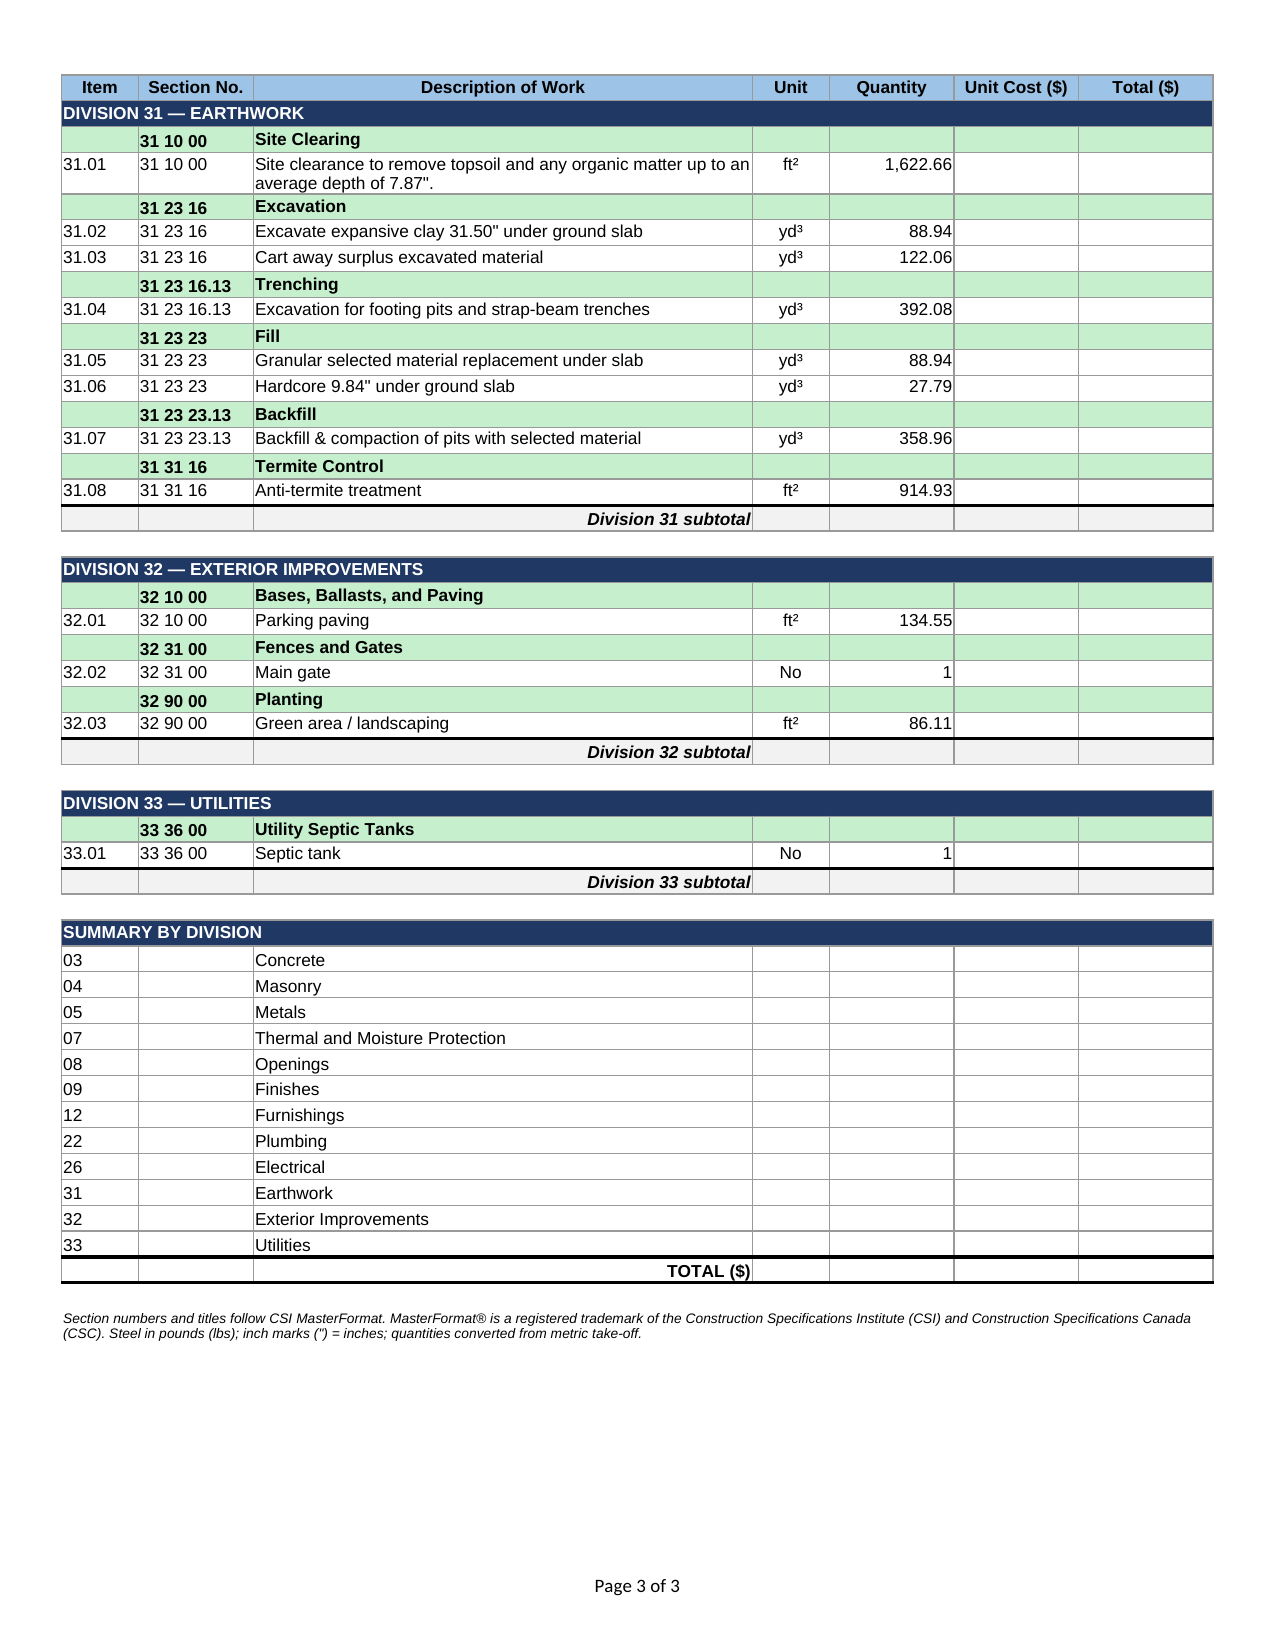 Item Section No. Description of Work Unit Quantity Unit Cost ($) Total ($)
DIVISION 31 — EARTHWORK
31 10 00 Site Clearing
31.01 31 10 00 Site clearance to remove topsoil and any organic matter up to an ft² 1,622.66
average depth of 7.87".
31 23 16 Excavation
31.02 31 23 16 Excavate expansive clay 31.50" under ground slab yd³ 88.94
31.03 31 23 16 Cart away surplus excavated material yd³ 122.06
31 23 16.13 Trenching
31.04 31 23 16.13 Excavation for footing pits and strap-beam trenches yd³ 392.08
31 23 23 Fill
31.05 31 23 23 Granular selected material replacement under slab yd³ 88.94
31.06 31 23 23 Hardcore 9.84" under ground slab yd³ 27.79
31 23 23.13 Backfill
31.07 31 23 23.13 Backfill & compaction of pits with selected material yd³ 358.96
31 31 16 Termite Control
31.08 31 31 16 Anti-termite treatment ft² 914.93
Division 31 subtotal
DIVISION 32 — EXTERIOR IMPROVEMENTS
32 10 00 Bases, Ballasts, and Paving
32.01 32 10 00 Parking paving ft² 134.55
32 31 00 Fences and Gates
32.02 32 31 00 Main gate No 1
32 90 00 Planting
32.03 32 90 00 Green area / landscaping ft² 86.11
Division 32 subtotal
DIVISION 33 — UTILITIES
33 36 00 Utility Septic Tanks
33.01 33 36 00 Septic tank No 1
Division 33 subtotal
SUMMARY BY DIVISION
03 Concrete
04 Masonry
05 Metals
07 Thermal and Moisture Protection
08 Openings
09 Finishes
12 Furnishings
22 Plumbing
26 Electrical
31 Earthwork
32 Exterior Improvements
33 Utilities
TOTAL ($)
Section numbers and titles follow CSI MasterFormat. MasterFormat® is a registered trademark of the Construction Specifications Institute (CSI) and Construction Specifications Canada
(CSC). Steel in pounds (lbs); inch marks (") = inches; quantities converted from metric take-off.
Page 3 of 3